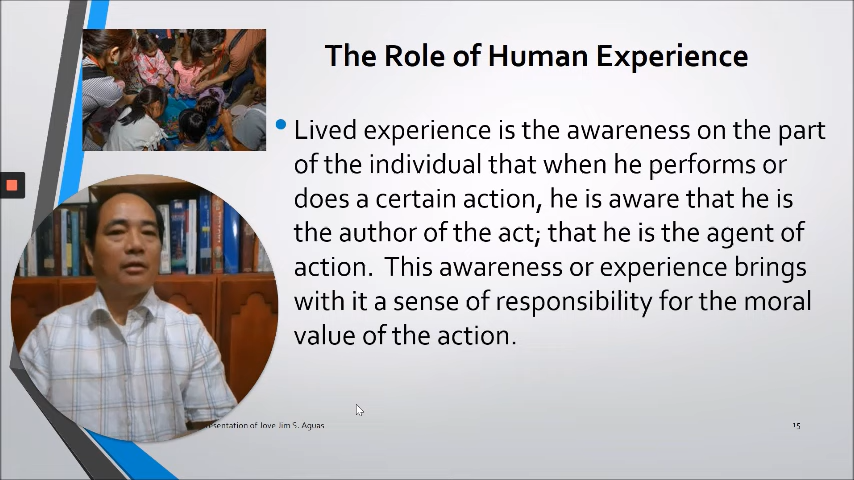 The Role of Human Experience
Lived experience is the awareness on the part
of the individual that when he performs or
does a certain action, he is aware that he is
the author of the act; that he is the agent of
action. This awareness or experience brings
with it a sense of responsibility for the moral
value of the action.
of Jove Jim S. Aguas
15